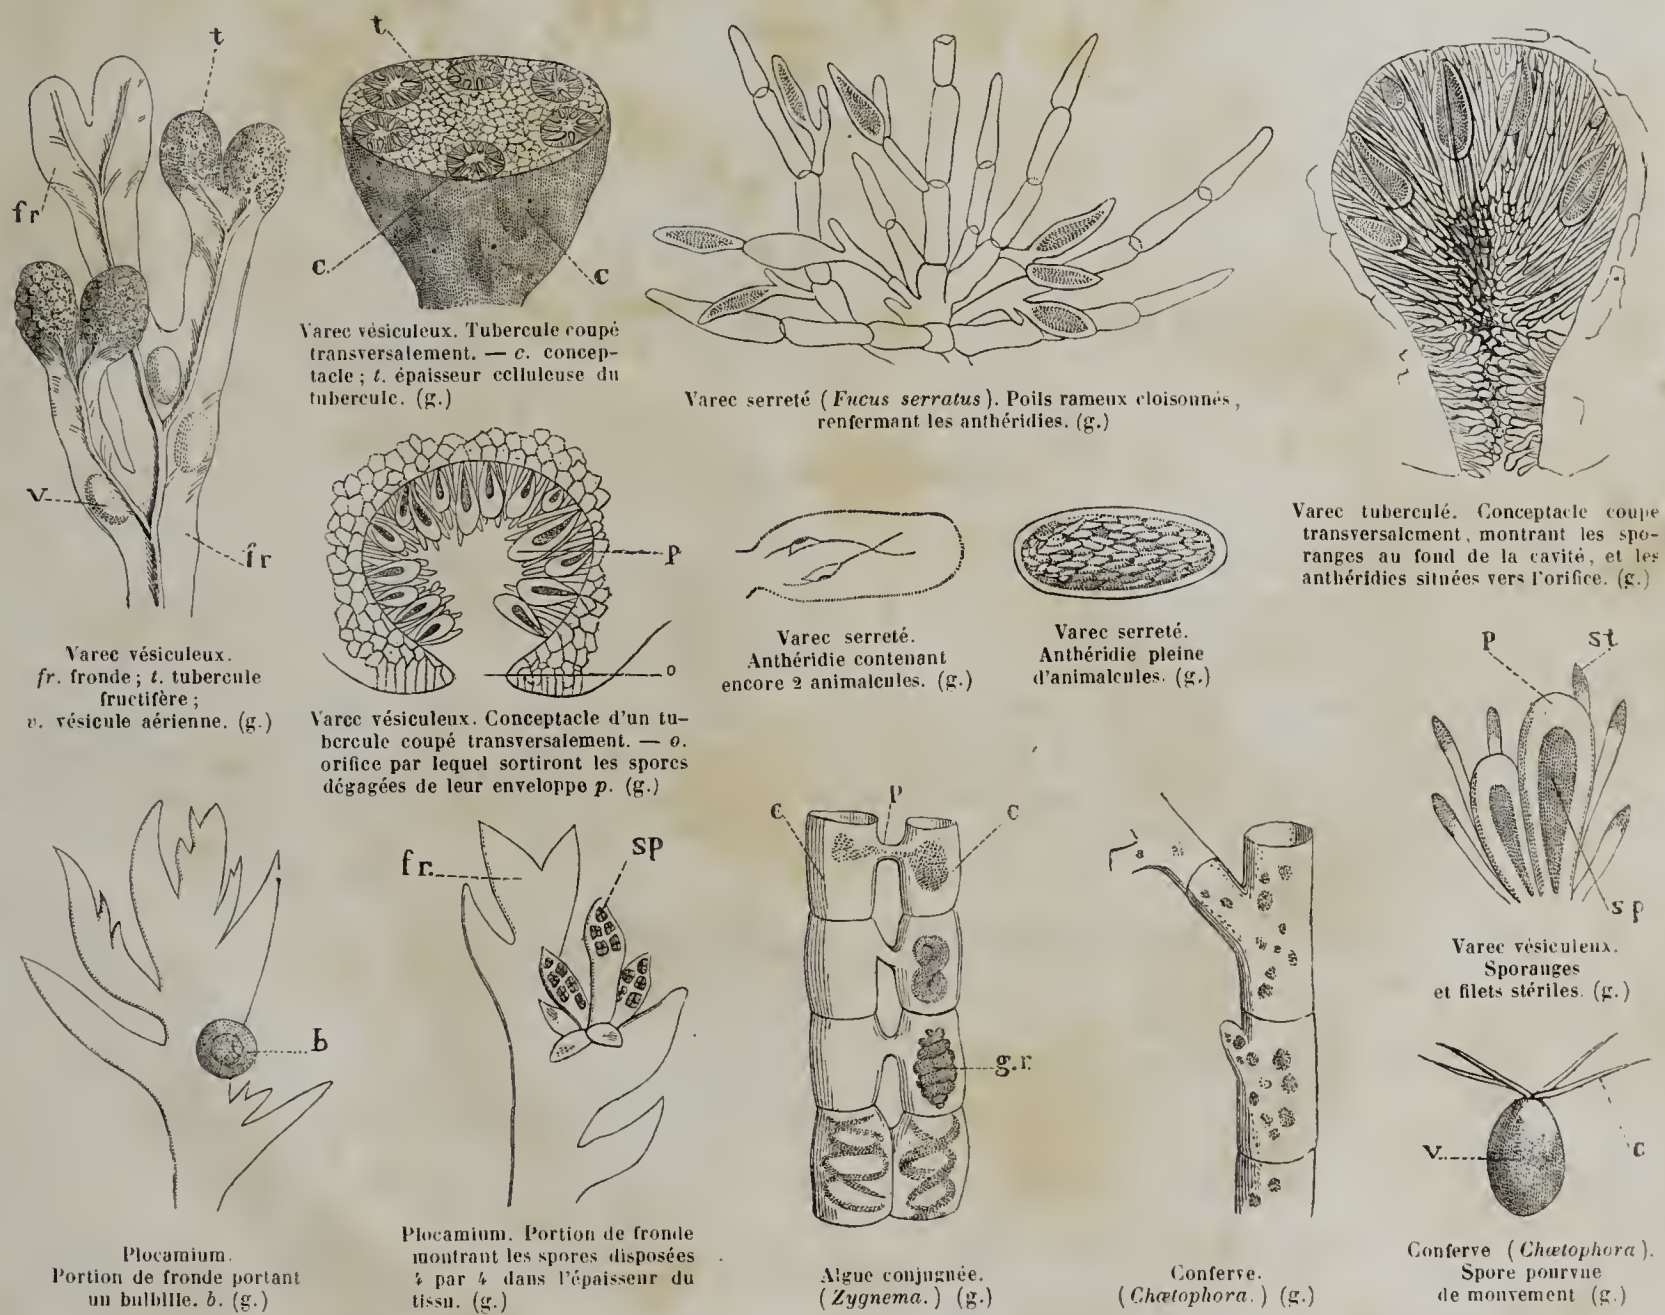 t
fr
v
fr
Varec vésiculeux.
fr. fronde ; t. tubercule
fructifère ;
v. vésicule aérienne. (g.)
t
c
c
Varec vésiculeux. Tubercule coupé
transversalement. — c. concep-
tacle ; t. épaisseur celluleuse du
tubercule. (g.)
Varec serreté (Fucus serratus). Poils rameux cloisonnés,
renfermant les anthéridies. (g.)
Varec tuberculé. Conceptacle coupe
transversalement, montrant les spo-
ranges au fond de la cavité, et les
anthéridies situées vers l'orifice. (g.)
p
o
Varec vésiculeux. Conceptacle d'un tu-
bercule coupé transversalement. — o.
orifice par lequel sortiront les spores
dégagées de leur enveloppe p. (g.)
Varec serreté.
Anthéridie contenant
encore 2 animalcules. (g.)
Varec serreté.
Anthéridie pleine
d'animalcules. (g.)
p
st
sp
Varec vésiculeux.
Sporanges
et filets stériles. (g.)
b
Plocamium.
Portion de fronde portant
un bulbille. b. (g.)
fr.
sp
Plocamium. Portion de fronde
montrant les spores disposées
4 par 4 dans l'épaisseur du
tissu. (g.)
c
p
c
g.r.
Algue conjuguée.
(Zygnema.) (g.)
Conferve.
(Chætophora.) (g.)
v
c
Conferve (Chætophora).
Spore pourvue
de mouvement (g.)